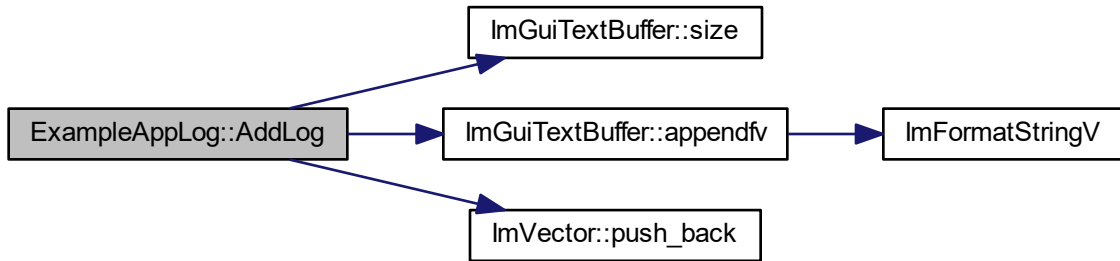 ImGuiTextBuffer::size
ExampleAppLog::AddLog
ImGuiTextBuffer::appendfv
ImFormatStringV
ImVector::push_back